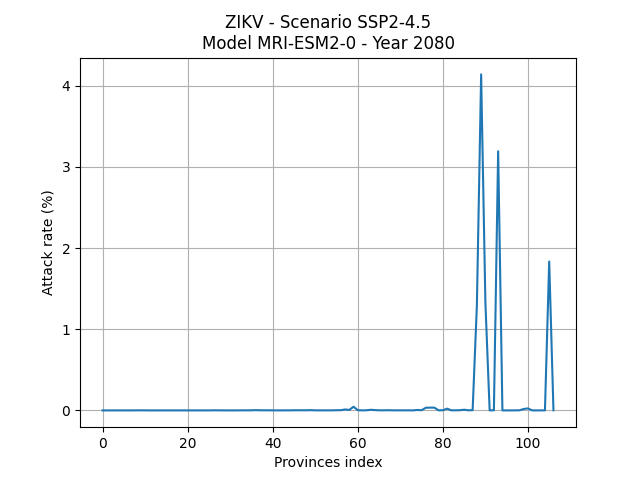 ZIKV - Scenario SSP2-4.5
Model MRI-ESM2-0 - Year 2080
4
3
2
1
0
Attack rate (%)
0 20 40 60 80 100
Provinces index